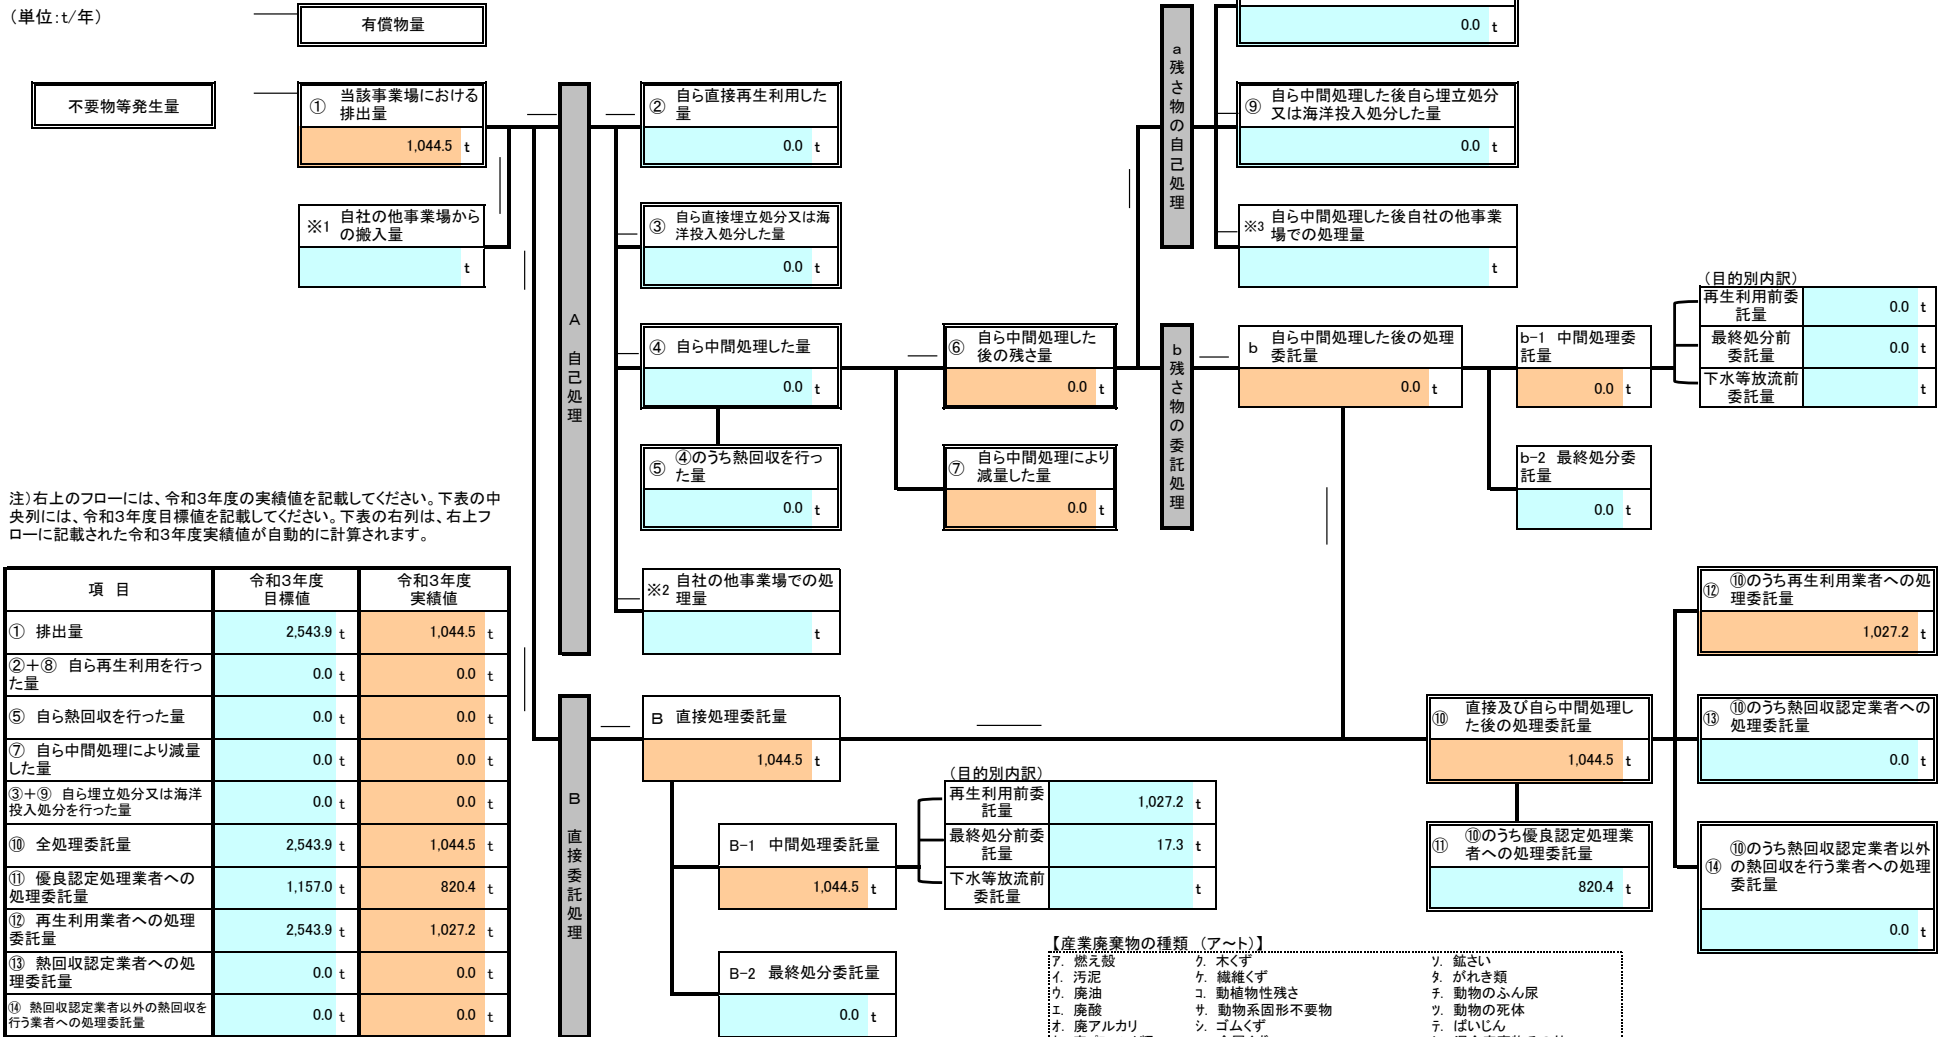 （単位：t/年）
有償物量
0.0 t
不要物等発生量
① 当該事業場における
排出量
1,044.5 t
② 自ら直接再生利用した
量
0.0 t
a
残さ物の自己処理
⑨ 自ら中間処理した後自ら埋立処分
又は海洋投入処分した量
0.0 t
※1 自社の他事業場から
の搬入量
t
③ 自ら直接埋立処分又は海
洋投入処分した量
0.0 t
※3 自ら中間処理した後自社の他事業
場での処理量
t
A 自己処理
④ 自ら中間処理した量
0.0 t
⑥ 自ら中間処理した
後の残さ量
0.0 t
b
残さ物の委託処理
b 自ら中間処理した後の処理
委託量
0.0 t
b-1 中間処理委
託量
0.0 t
（目的別内訳）
再生利用前委
託量
0.0 t
最終処分前
委託量
0.0 t
下水等放流前
委託量
t
⑤ ④のうち熱回収を行っ
た量
0.0 t
⑦ 自ら中間処理により
減量した量
0.0 t
b-2 最終処分委
託量
0.0 t
注）右上のフローには、令和3年度の実績値を記載してください。下表の中
央列には、令和3年度目標値を記載してください。下表の右列は、右上フ
ローに記載された令和3年度実績値が自動的に計算されます。
※2 自社の他事業場での処
理量
t
項 目
令和3年度
目標値
令和3年度
実績値
① 排出量
2,543.9 t 1,044.5 t
②＋⑧ 自ら再生利用を行っ
た量
0.0 t 0.0 t
⑤ 自ら熱回収を行った量
0.0 t 0.0 t
⑦ 自ら中間処理により減量
した量
0.0 t 0.0 t
③＋⑨ 自ら埋立処分又は海洋
投入処分を行った量
0.0 t 0.0 t
⑩ 全処理委託量
2,543.9 t 1,044.5 t
⑪ 優良認定処理業者への
処理委託量
1,157.0 t 820.4 t
⑫ 再生利用業者への処理
委託量
2,543.9 t 1,027.2 t
⑬ 熱回収認定業者への処
理委託量
0.0 t 0.0 t
⑭ 熱回収認定業者以外の熱回収を
行う業者への処理委託量
0.0 t 0.0 t
B 直接委託処理
B 直接処理委託量
1,044.5 t
B-1 中間処理委託量
1,044.5 t
（目的別内訳）
再生利用前委
託量
1,027.2 t
最終処分前委
託量
17.3 t
下水等放流前
委託量
t
B-2 最終処分委託量
0.0 t
⑩ 直接及び自ら中間処理し
た後の処理委託量
1,044.5 t
⑪ ⑩のうち優良認定処理業
者への処理委託量
820.4 t
⑫ ⑩のうち再生利用業者への処
理委託量
1,027.2 t
⑬ ⑩のうち熱回収認定業者への
処理委託量
0.0 t
⑭ ⑩のうち熱回収認定業者以外
の熱回収を行う業者への処理
委託量
0.0 t
【産業廃棄物の種類 （ア～ト）】
ア. 燃え殻 ク. 木くず ソ. 鉱さい
イ. 汚泥 ケ. 繊維くず タ. がれき類
ウ. 廃油 コ. 動植物性残さ チ. 動物のふん尿
エ. 廃酸 サ. 動物系固形不要物 ツ. 動物の死体
オ. 廃アルカリ シ. ゴムくず テ. ばいじん